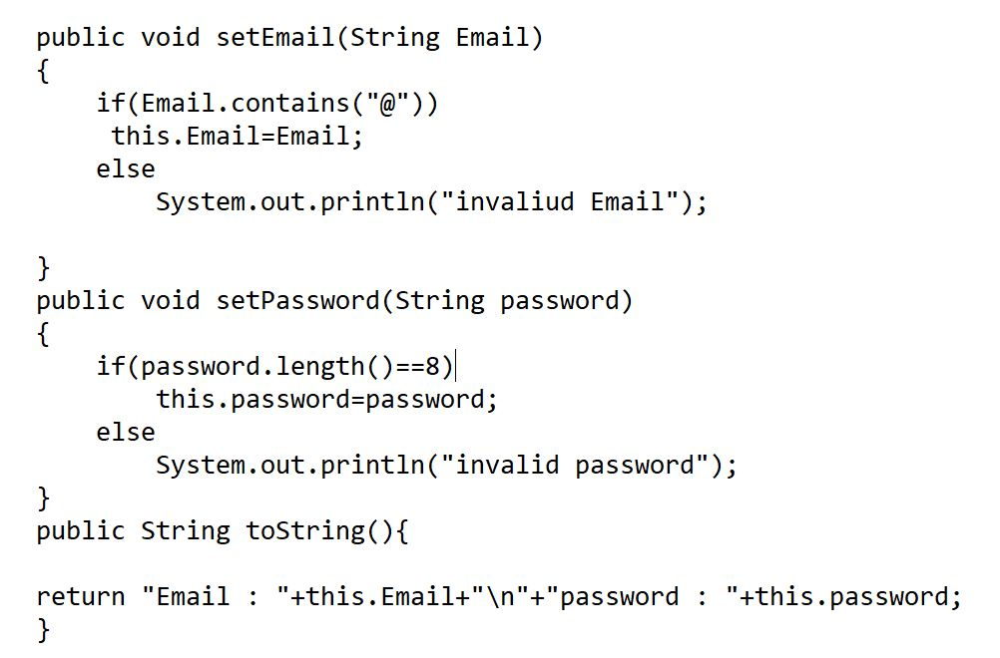 public void setEmail(String Email)
{
    if(Email.contains("@"))
     this.Email=Email;
    else
        System.out.println("invaliud Email");

}
public void setPassword(String password)
{
    if(password.length()==8)
        this.password=password;
    else
        System.out.println("invalid password");
}
public String toString(){

return "Email : "+this.Email+"\n"+"password : "+this.password;
}